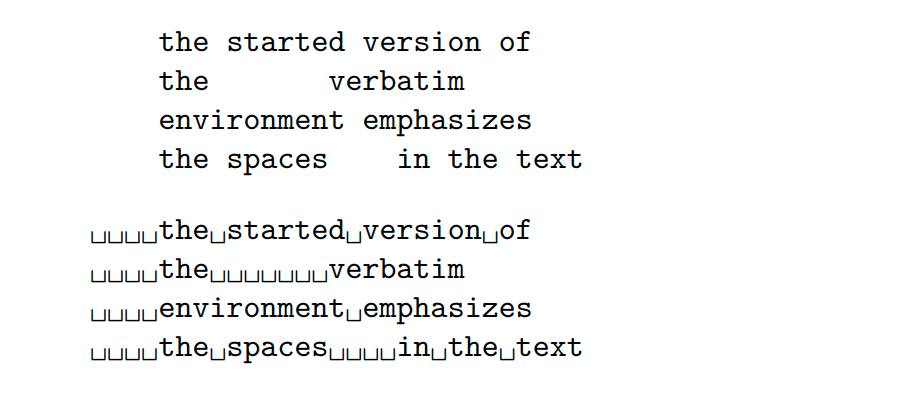 the started version of
    the       verbatim
    environment emphasizes
    the spaces    in the text
␣␣␣␣the␣started␣version␣of
␣␣␣␣the␣␣␣␣␣␣␣verbatim
␣␣␣␣environment␣emphasizes
␣␣␣␣the␣spaces␣␣␣␣in␣the␣text